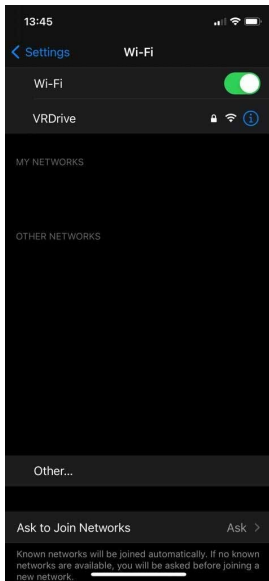 13:45
Settings
Wi-Fi
Wi-Fi
VRDrive
MY NETWORKS
OTHER NETWORKS
Other...
Ask to Join Networks Ask
Known networks will be joined automatically. If no known
networks are available, you will be asked before joining a
new network.